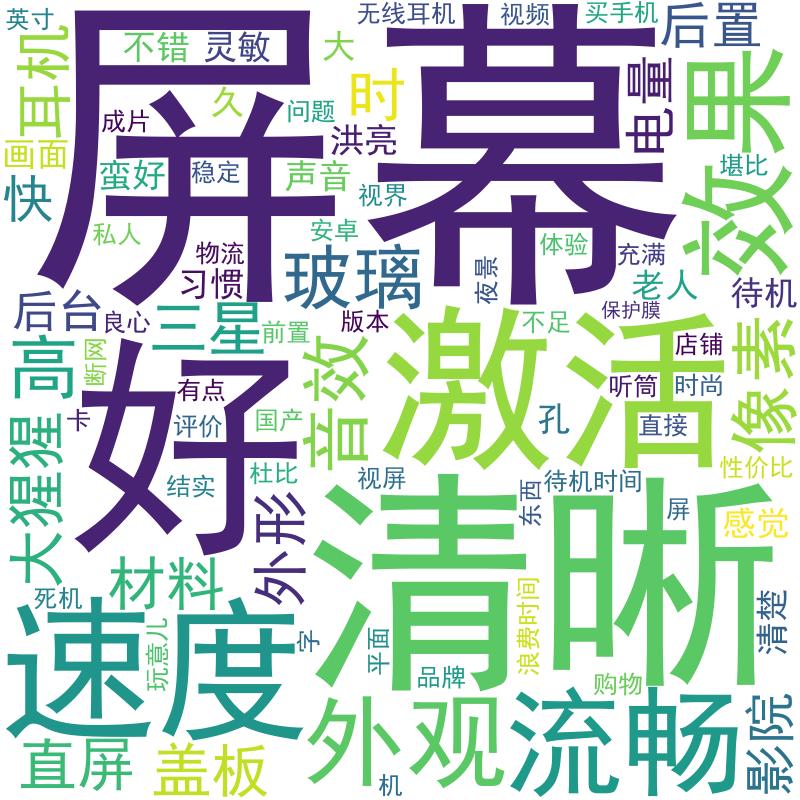 英寸
不错
灵敏
大
无线耳机
视频
买手机
后置
屏幕
耳机
成片
久
问题
时
电量
效果
画面
蛮好
稳定
声音
洪亮
堪比
快
视界
私人
物流
安卓
体验
充满
习惯
玻璃
夜景
老人
待机
后台
良心
三星
前置
版本
保护膜
不足
店铺
高
断网
好
音效
激活
像素
有点
听筒
时尚
卡
评价
国产
孔
直接
大猩猩
结实
杜比
视屏
待机时间
性价比
外形
东西
屏
感觉
清晰
材料
死机
速度
玩意儿
字
平面
浪费时间
清楚
品牌
购物
外观
流畅
影院
直屏
盖板
机